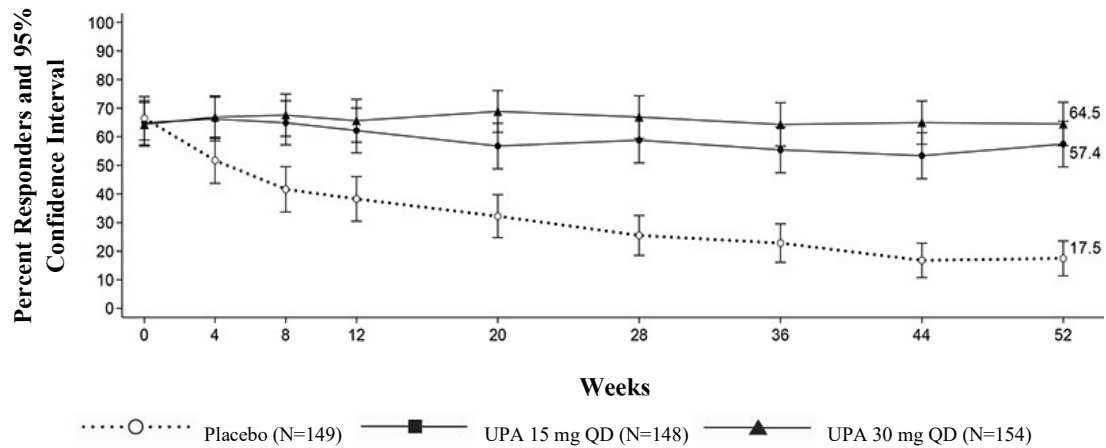 Percent Responders and 95%
Confidence Interval
100
90
80
70
60
50
40
30
20
10
0
64.5
57.4
17.5
0 4 8 12 20 28 36 44 52
Weeks
Placebo (N=149) UPA 15 mg QD (N=148) UPA 30 mg QD (N=154)